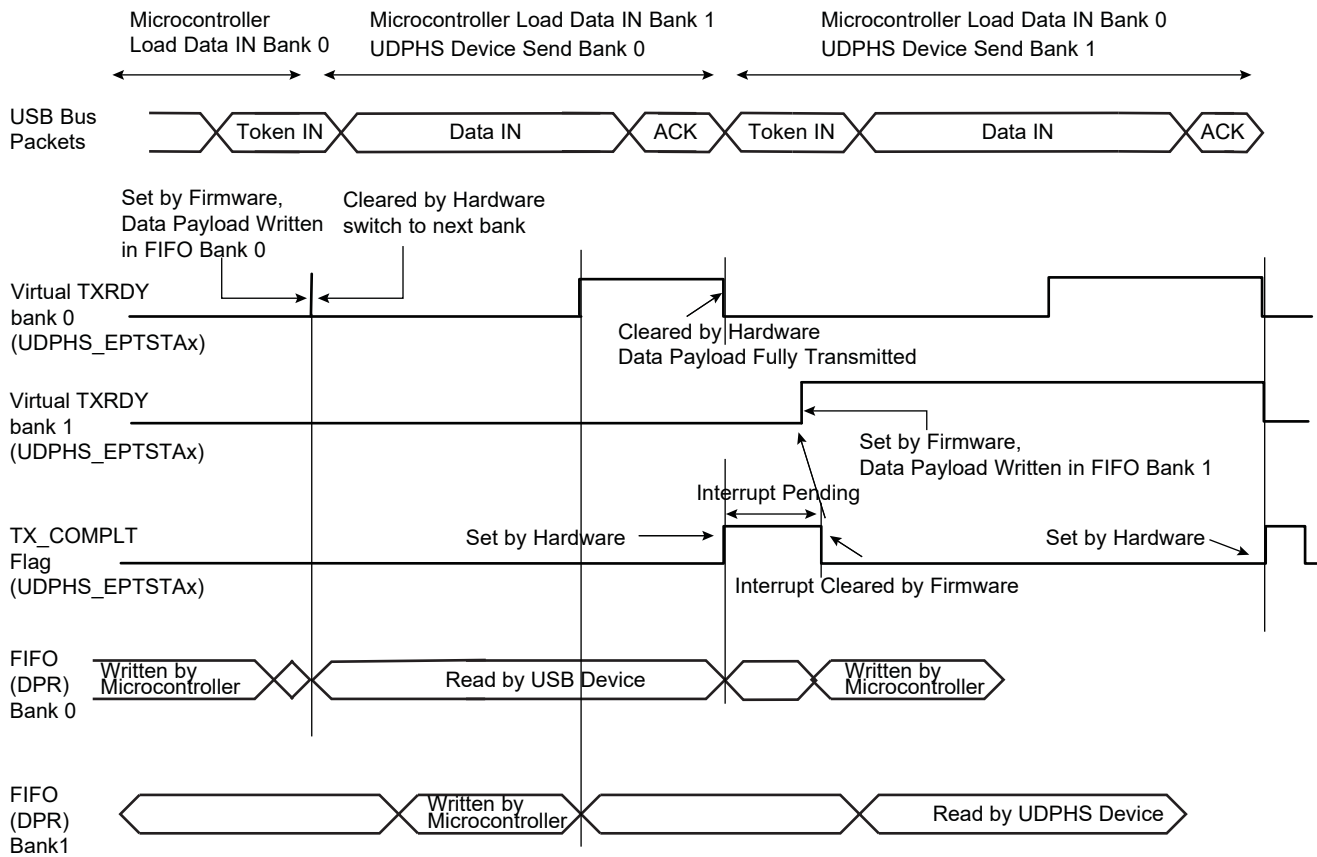 Microcontroller
Load Data IN Bank 0
Microcontroller Load Data IN Bank 1
UDPHS Device Send Bank 0
Microcontroller Load Data IN Bank 0
UDPHS Device Send Bank 1
USB Bus
Packets
Token IN
Data IN
ACK
Token IN
Data IN
ACK
Set by Firmware,
Data Payload Written
in FIFO Bank 0
Cleared by Hardware
switch to next bank
Virtual TXRDY
bank 0
(UDPHS_EPTSTAx)
Cleared by Hardware
Data Payload Fully Transmitted
Virtual TXRDY
bank 1
(UDPHS_EPTSTAx)
Set by Firmware,
Data Payload Written in FIFO Bank 1
Interrupt Pending
TX_COMPLT
Flag
(UDPHS_EPTSTAx)
Set by Hardware
Set by Hardware
Interrupt Cleared by Firmware
FIFO
(DPR)
Bank 0
Written by
Microcontroller
Read by USB Device
Written by
Microcontroller
FIFO
(DPR)
Bank1
Written by
Microcontroller
Read by UDPHS Device